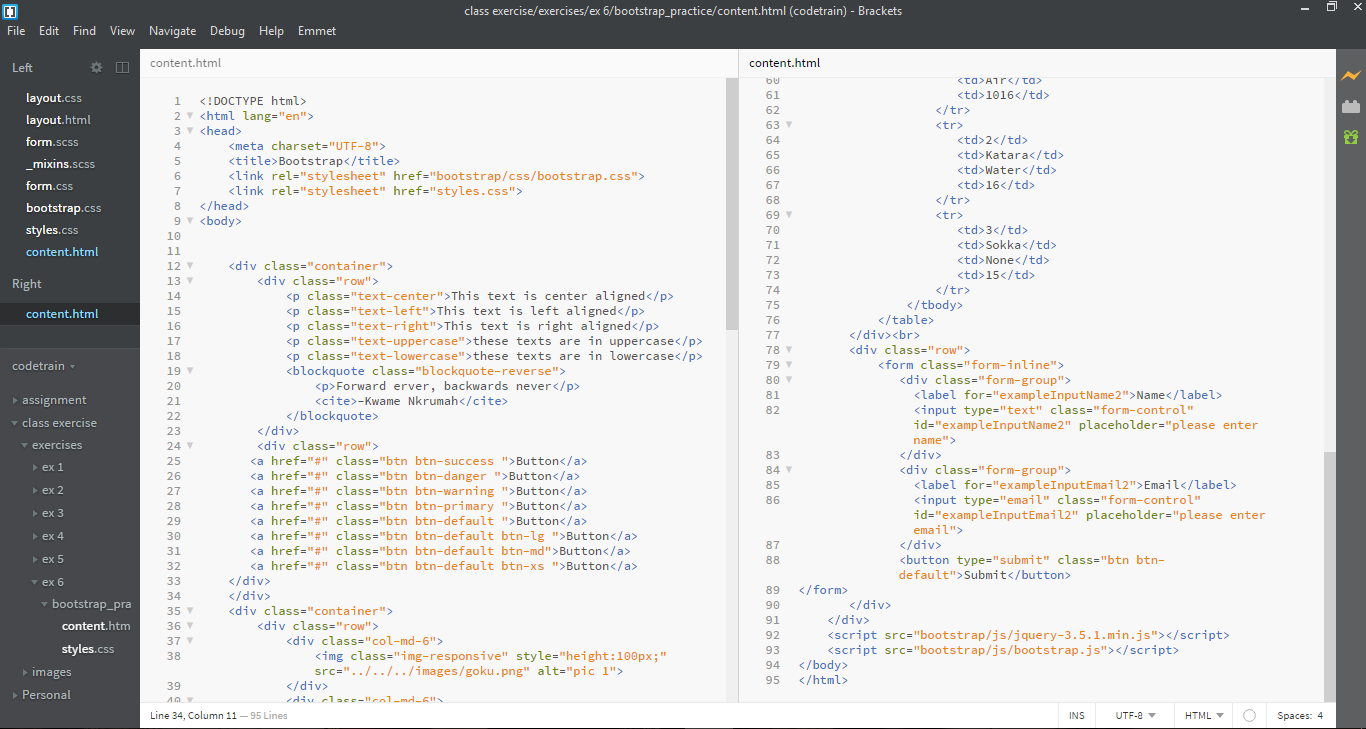 class exercise/exercises/ex 6/bootstrap_practice/content.html (codetrain) - Brackets
File Edit Find View Navigate Debug Help Emmet
Left
layout.css
layout.html
form.scss
_mixins.scss
form.css
bootstrap.css
styles.css
content.html
Right
content.html
codetrain
assignment
class exercise
exercises
ex 1
ex 2
ex 3
ex 4
ex 5
ex 6
bootstrap_pra
content.htm
styles.css
images
Personal
content.html
1 <!DOCTYPE html>
2 <html lang="en">
3 <head>
4 <meta charset="UTF-8">
5 <title>Bootstrap</title>
6 <link rel="stylesheet" href="bootstrap/css/bootstrap.css">
7 <link rel="stylesheet" href="styles.css">
8 </head>
9 <body>
10
11
12 <div class="container">
13 <div class="row">
14 <p class="text-center">This text is center aligned</p>
15 <p class="text-left">This text is left aligned</p>
16 <p class="text-right">This text is right aligned</p>
17 <p class="text-uppercase">these texts are in uppercase</p>
18 <p class="text-lowercase">these texts are in lowercase</p>
19 <blockquote class="blockquote-reverse">
20 <p>Forward erver, backwards never</p>
21 <cite>-Kwame Nkrumah</cite>
22 </blockquote>
23 </div>
24 <div class="row">
25 <a href="#" class="btn btn-success ">Button</a>
26 <a href="#" class="btn btn-danger ">Button</a>
27 <a href="#" class="btn btn-warning ">Button</a>
28 <a href="#" class="btn btn-primary ">Button</a>
29 <a href="#" class="btn btn-default ">Button</a>
30 <a href="#" class="btn btn-default btn-lg ">Button</a>
31 <a href="#" class="btn btn-default btn-md">Button</a>
32 <a href="#" class="btn btn-default btn-xs ">Button</a>
33 </div>
34 </div>
35 <div class="container">
36 <div class="row">
37 <div class="col-md-6">
38 <img class="img-responsive" style="height:100px;"
src="../../../images/goku.png" alt="pic 1">
39 </div>
40 <div class="col-md-6">
content.html
60 <td>Air</td>
61 <td>1016</td>
62 </tr>
63 <tr>
64 <td>2</td>
65 <td>Katara</td>
66 <td>Water</td>
67 <td>16</td>
68 </tr>
69 <tr>
70 <td>3</td>
71 <td>Sokka</td>
72 <td>None</td>
73 <td>15</td>
74 </tr>
75 </tbody>
76 </table>
77 </div><br>
78 <div class="row">
79 <form class="form-inline">
80 <div class="form-group">
81 <label for="exampleInputName2">Name</label>
82 <input type="text" class="form-control"
id="exampleInputName2" placeholder="please enter
name">
83 </div>
84 <div class="form-group">
85 <label for="exampleInputEmail2">Email</label>
86 <input type="email" class="form-control"
id="exampleInputEmail2" placeholder="please enter
email">
87 </div>
88 <button type="submit" class="btn btn-
default">Submit</button>
89 </form>
90 </div>
91 </div>
92 <script src="bootstrap/js/jquery-3.5.1.min.js"></script>
93 <script src="bootstrap/js/bootstrap.js"></script>
94 </body>
95 </html>
Line 34, Column 11 — 95 Lines
INS UTF-8 HTML Spaces: 4